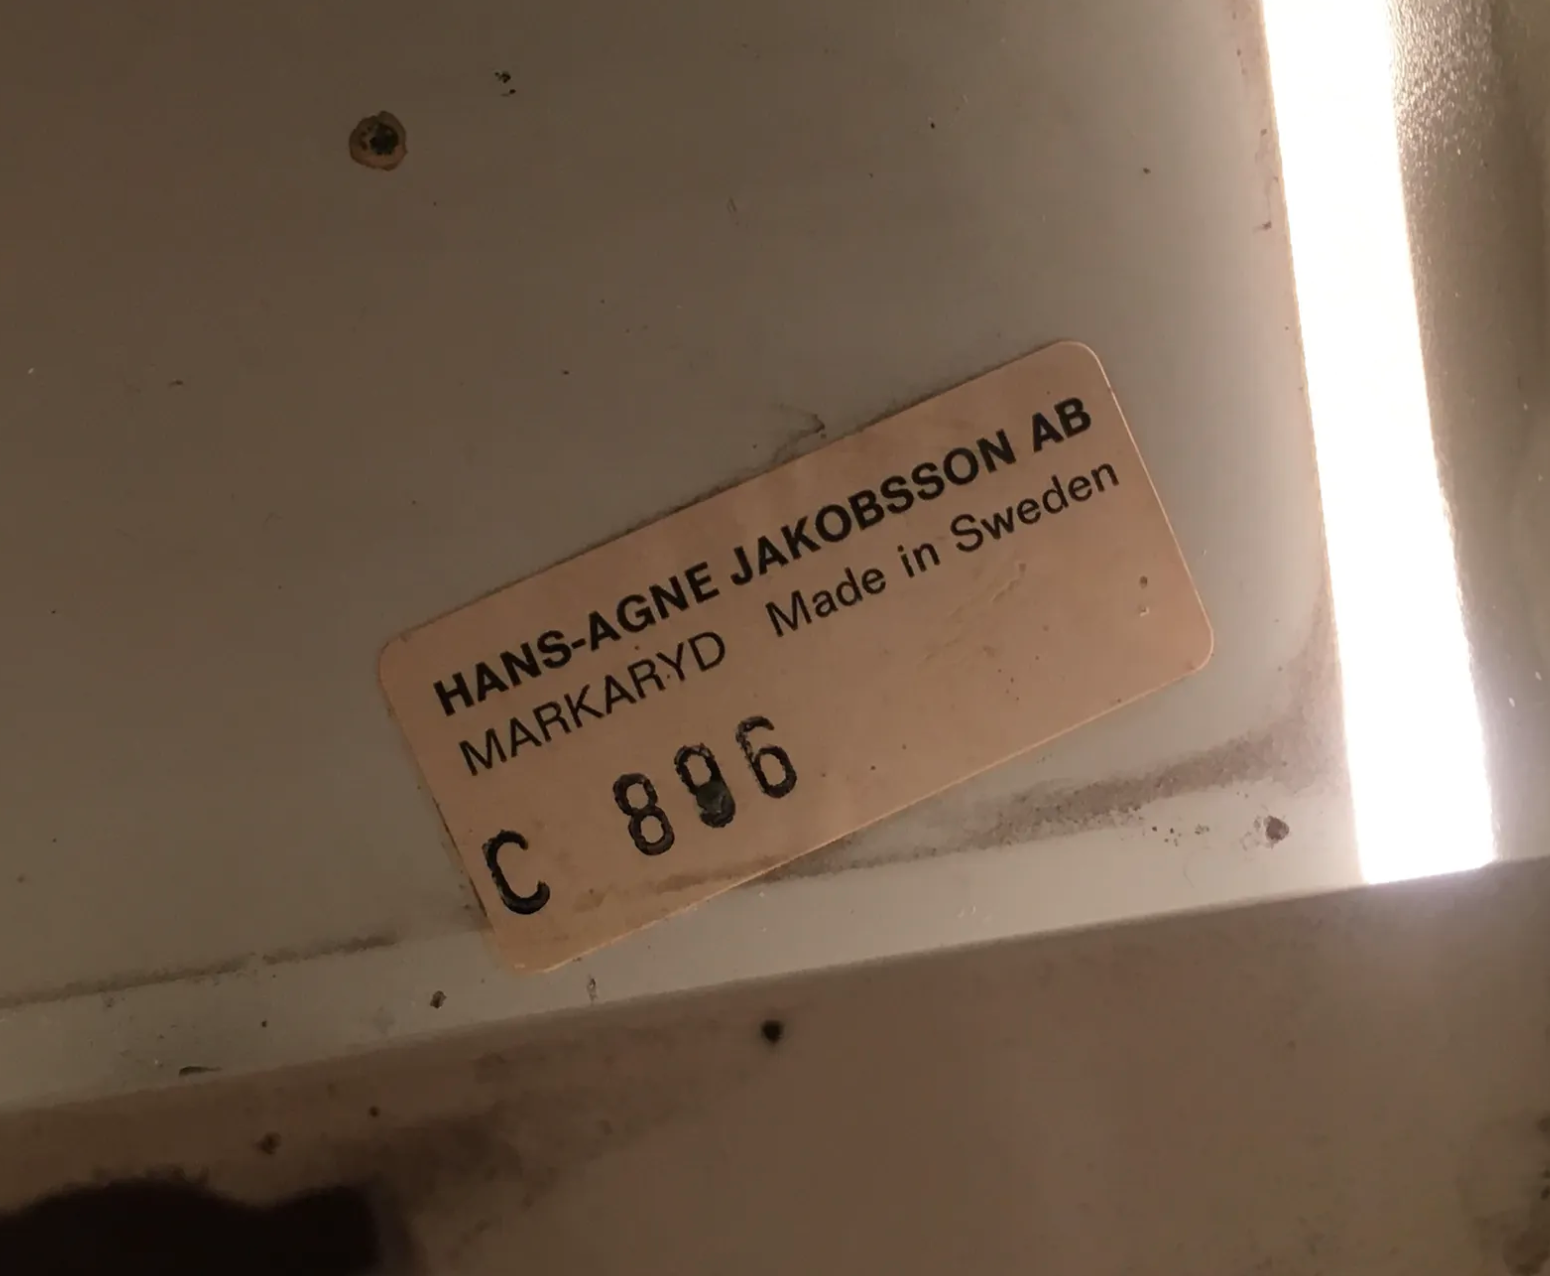 HANS-AGNE JAKOBSSON AB
MARKARYD Made in Sweden
C 896